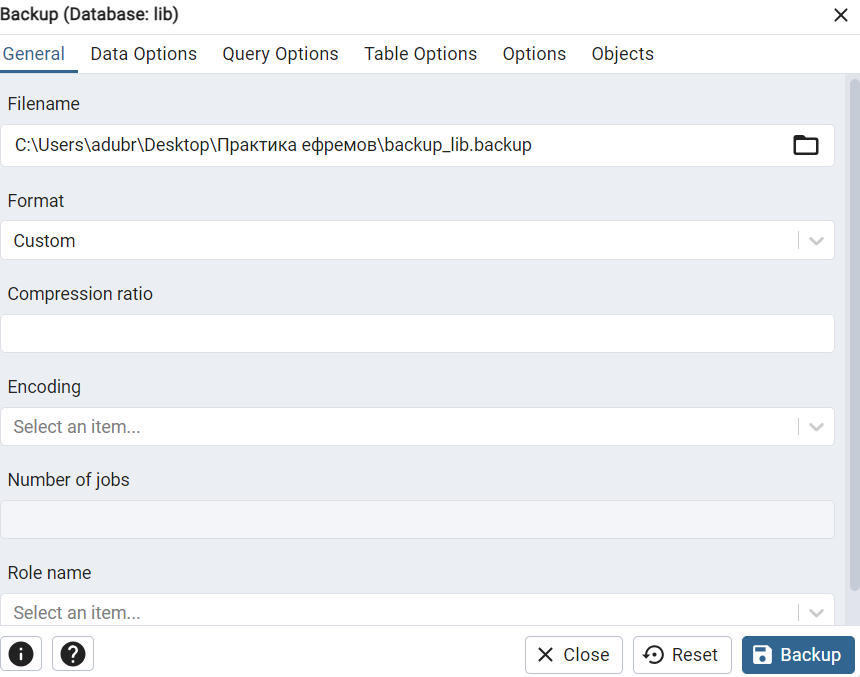 Backup (Database: lib)
General Data Options Query Options Table Options Options Objects
Filename
C:\Users\adubr\Desktop\Практика ефремов\backup_lib.backup
Format
Custom
Compression ratio
Encoding
Select an item...
Number of jobs
Role name
Select an item...
Close Reset Backup